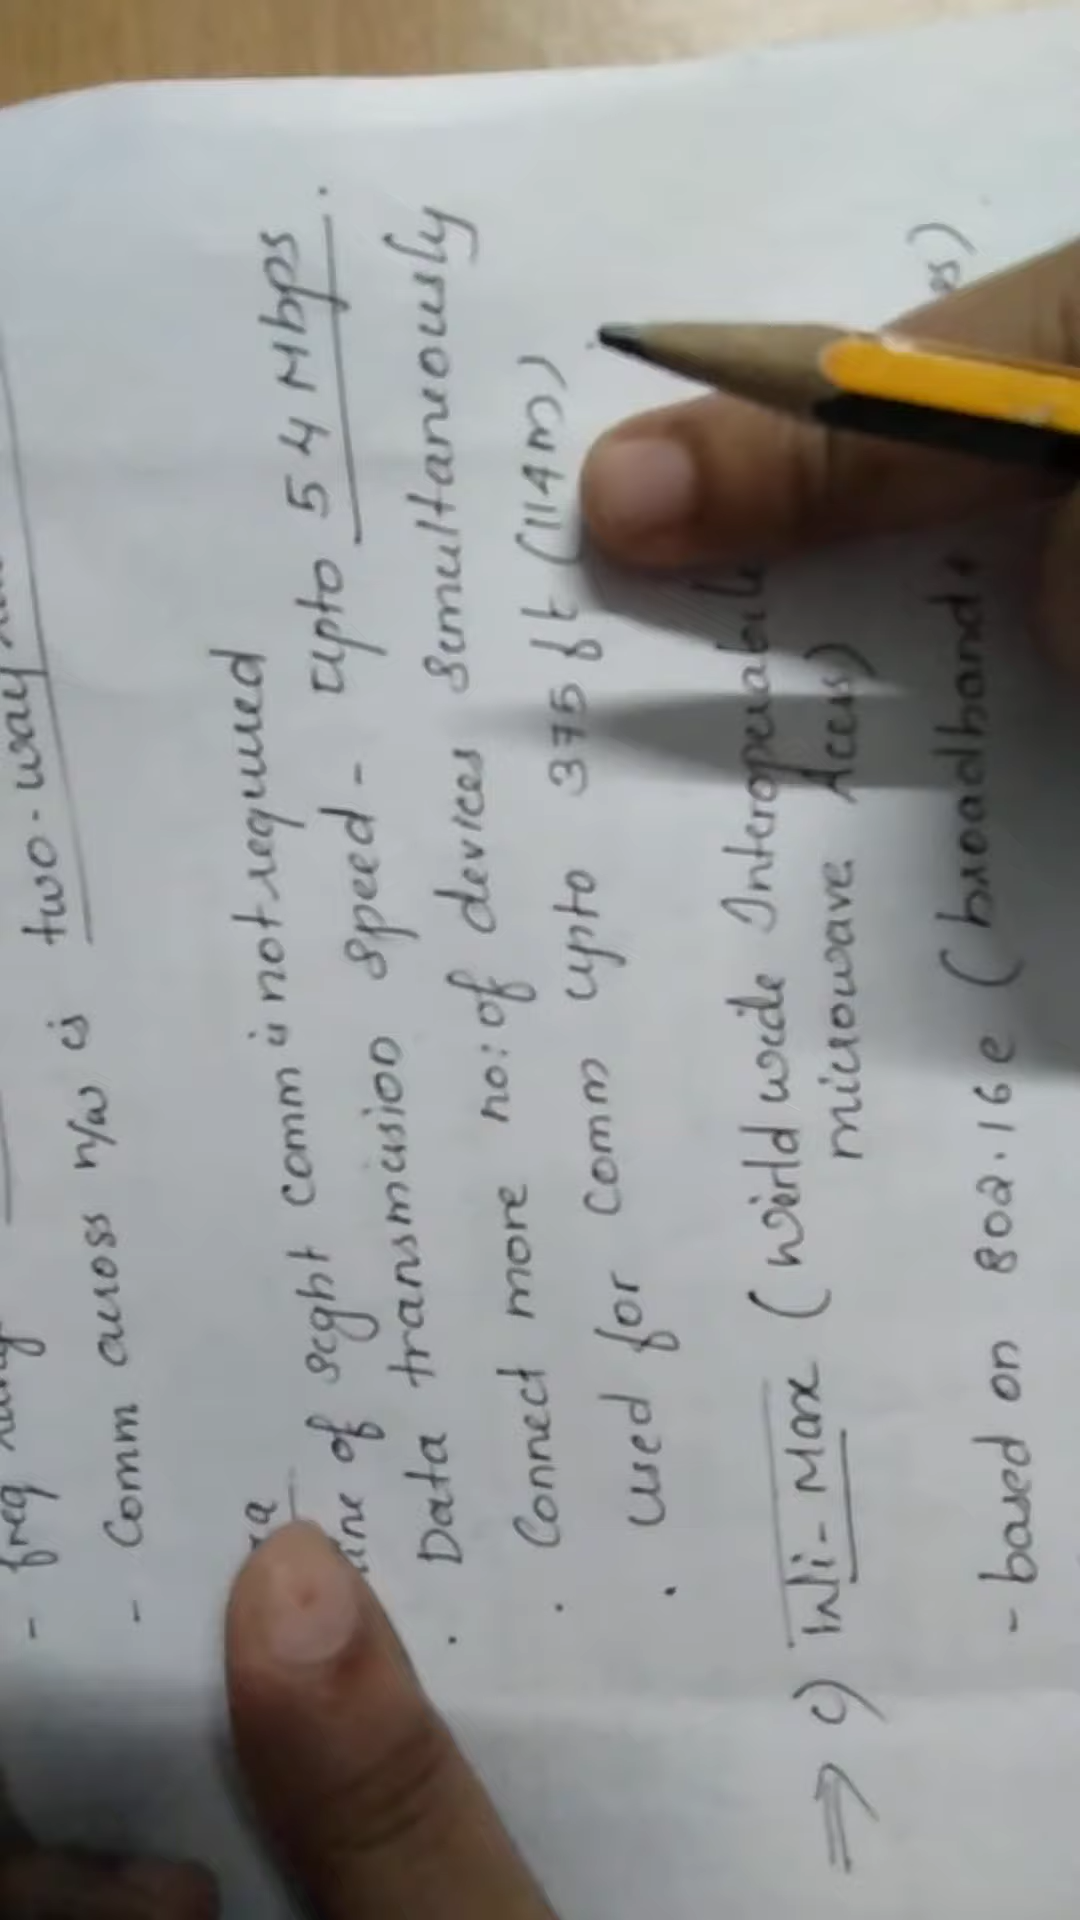 - freq
- Comm across n/w is two-way
line of sight comm is not required
. Data transmission speed - upto 54 Mbps.
. Connect more no: of devices simultaneously
. used for comm upto 375 ft (114m)
⇒ c) Wi-Max (world wide Interoperable
microwave Access)
- based on 802.16e (broadband